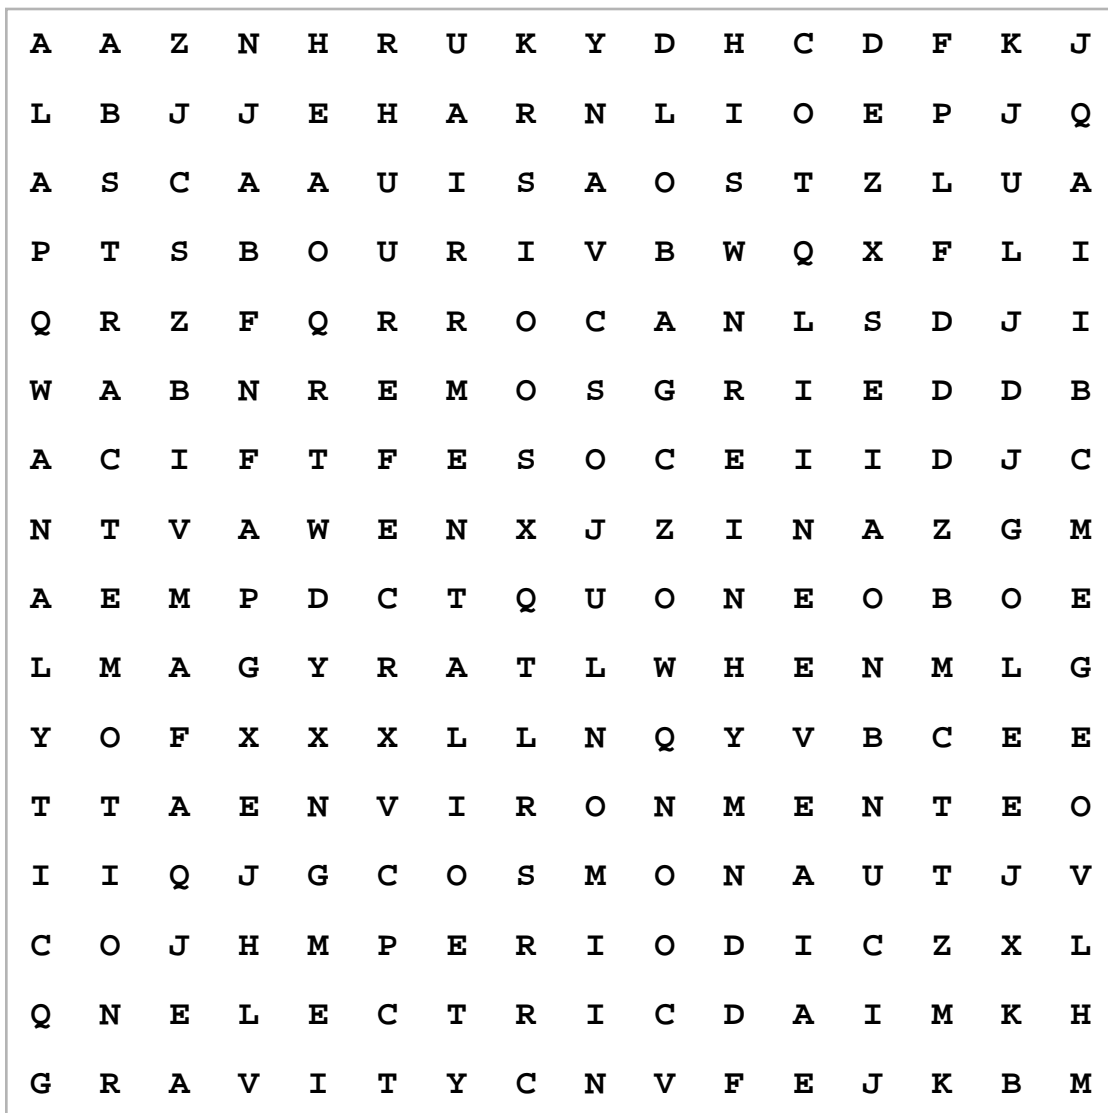 A A Z N H R U K Y D H C D F K J
L B J J E H A R N L I O E P J Q
A S C A A U I S A O S T Z L U A
P T S B O U R I V B W Q X F L I
Q R Z F Q R R O C A N L S D J I
W A B N R E M O S G R I E D D B
A C I F T F E S O C E I I D J C
N T V A W E N X J Z I N A Z G M
A E M P D C T Q U O N E O B O E
L M A G Y R A T L W H E N M L G
Y O F X X X L L N Q Y V B C E E
T T A E N V I R O N M E N T E O
I I Q J G C O S M O N A U T J V
C O J H M P E R I O D I C Z X L
Q N E L E C T R I C D A I M K H
G R A V I T Y C N V F E J K B M